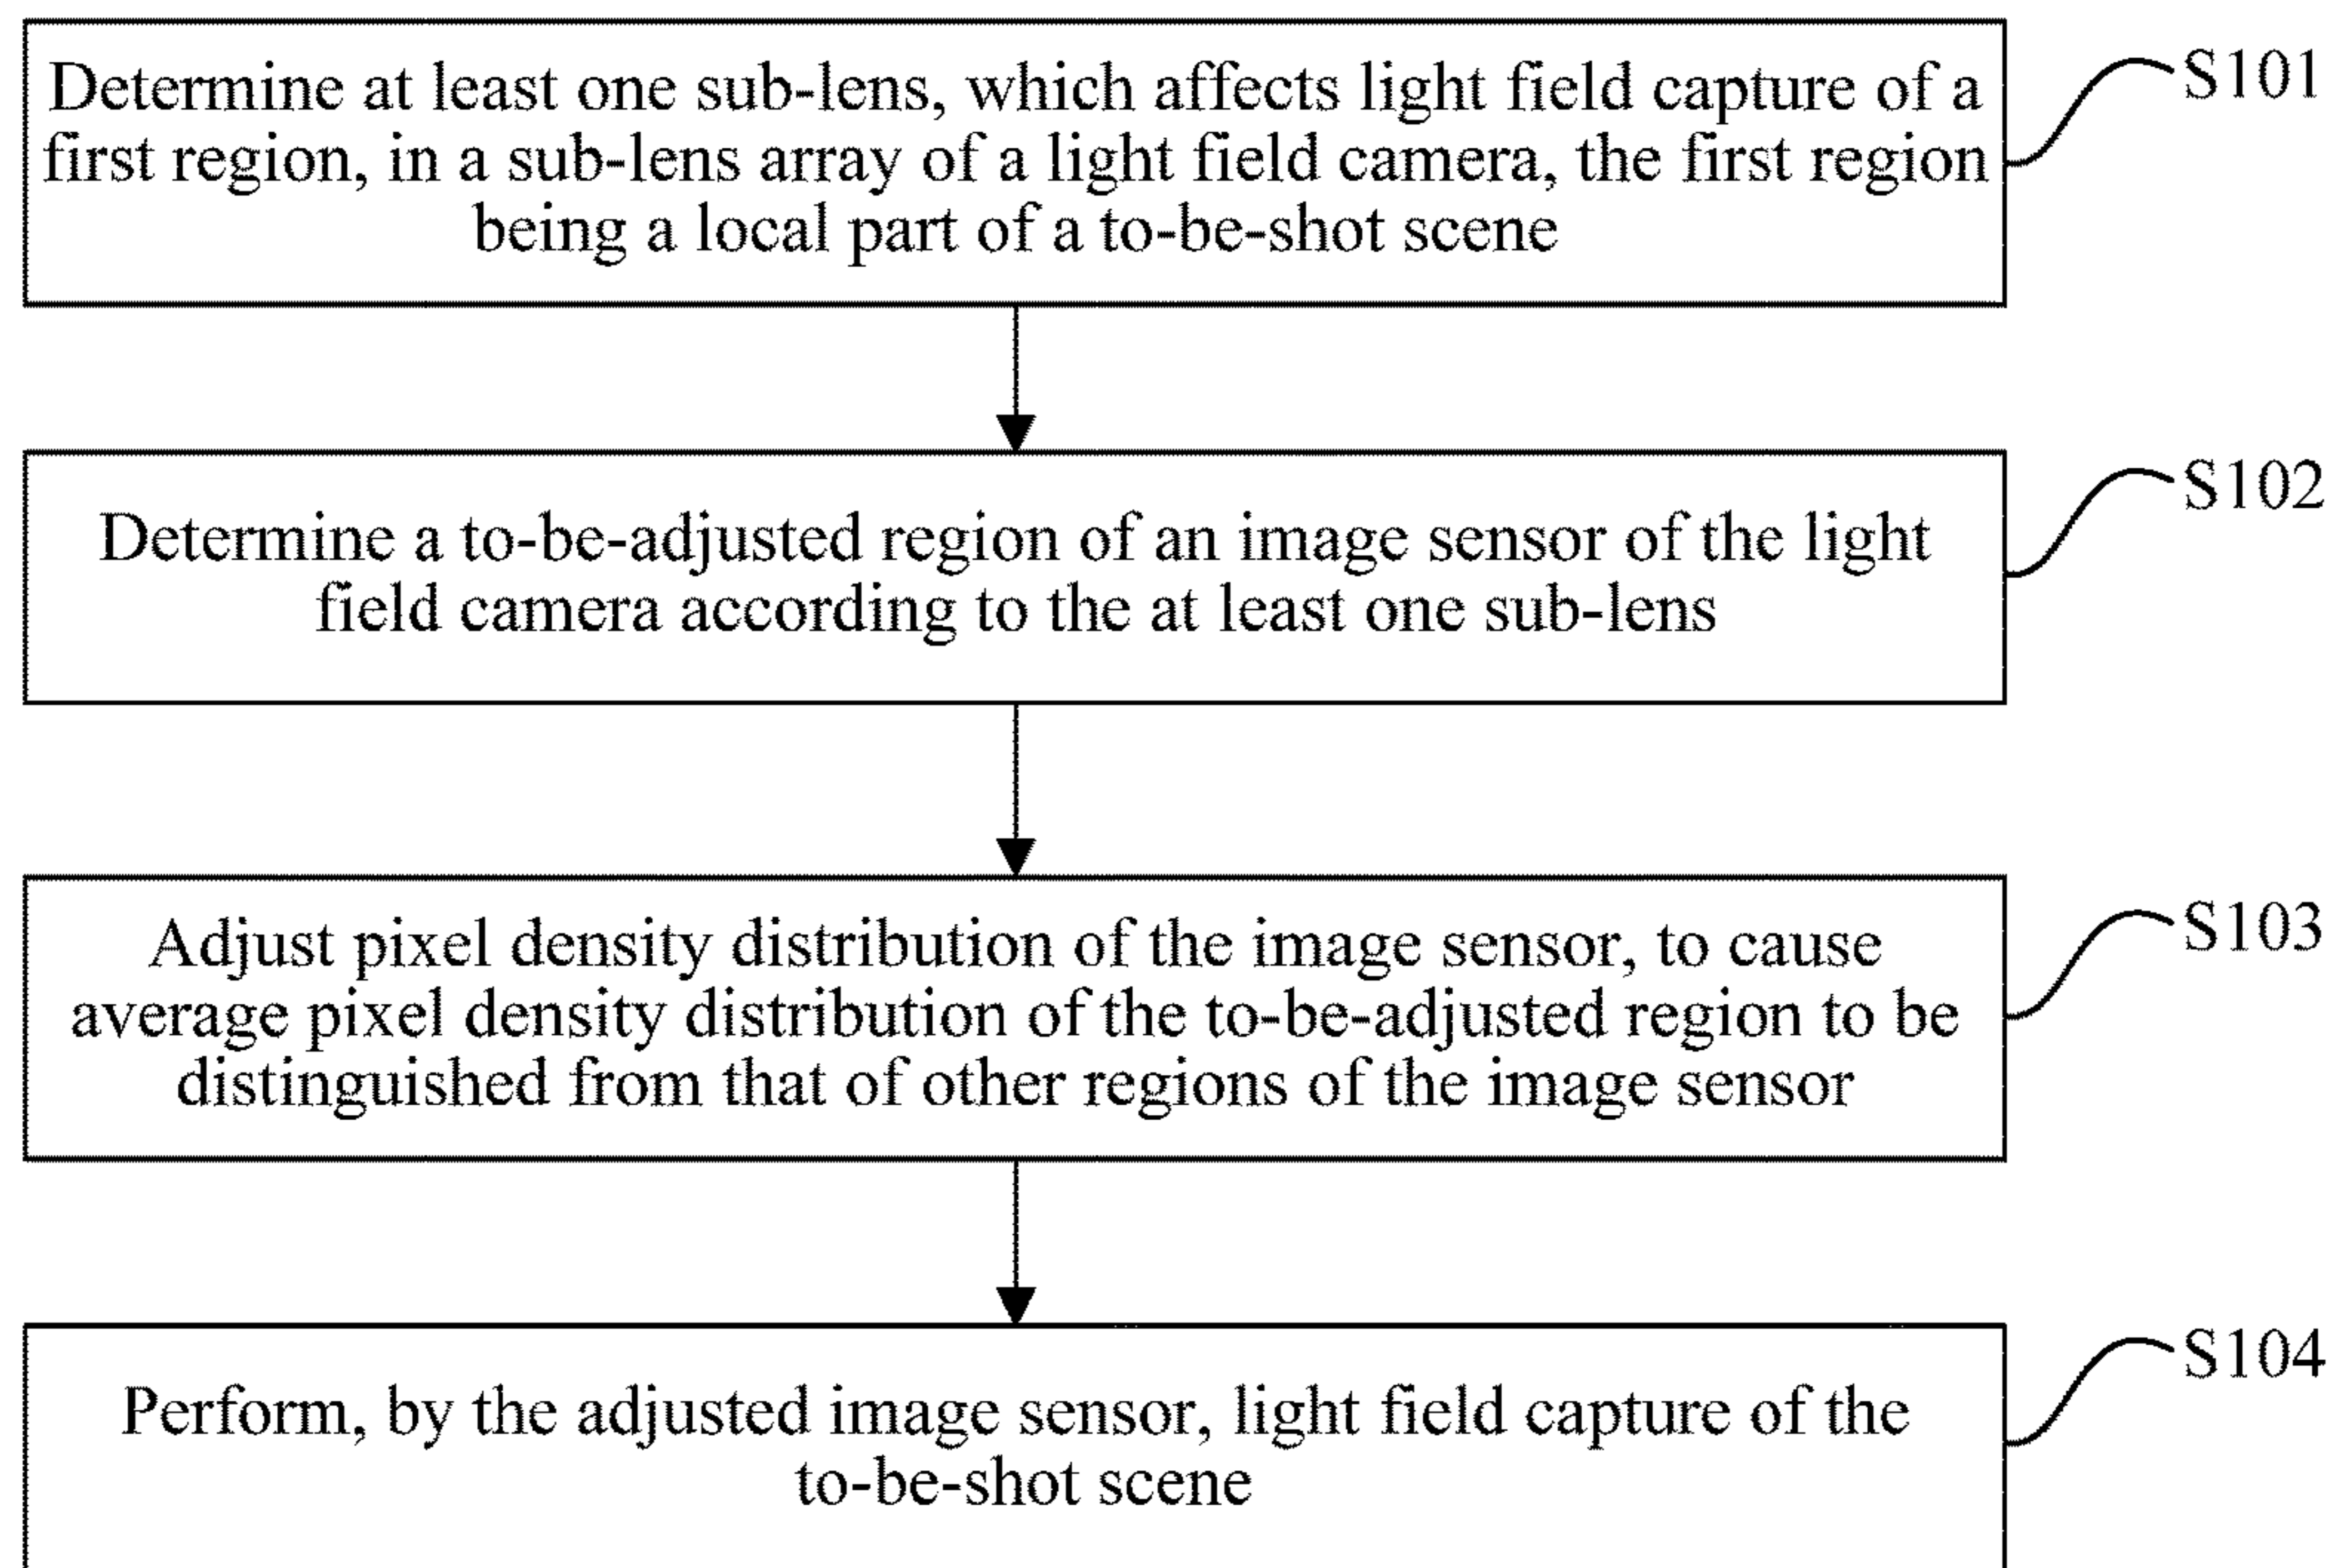 Determine at least one sub-lens, which affects light field capture of a
first region, in a sub-lens array of a light field camera, the first region
being a local part of a to-be-shot scene
S101
Determine a to-be-adjusted region of an image sensor of the light
field camera according to the at least one sub-lens
S102
Adjust pixel density distribution of the image sensor, to cause
average pixel density distribution of the to-be-adjusted region to be
distinguished from that of other regions of the image sensor
S103
Perform, by the adjusted image sensor, light field capture of the
to-be-shot scene
S104